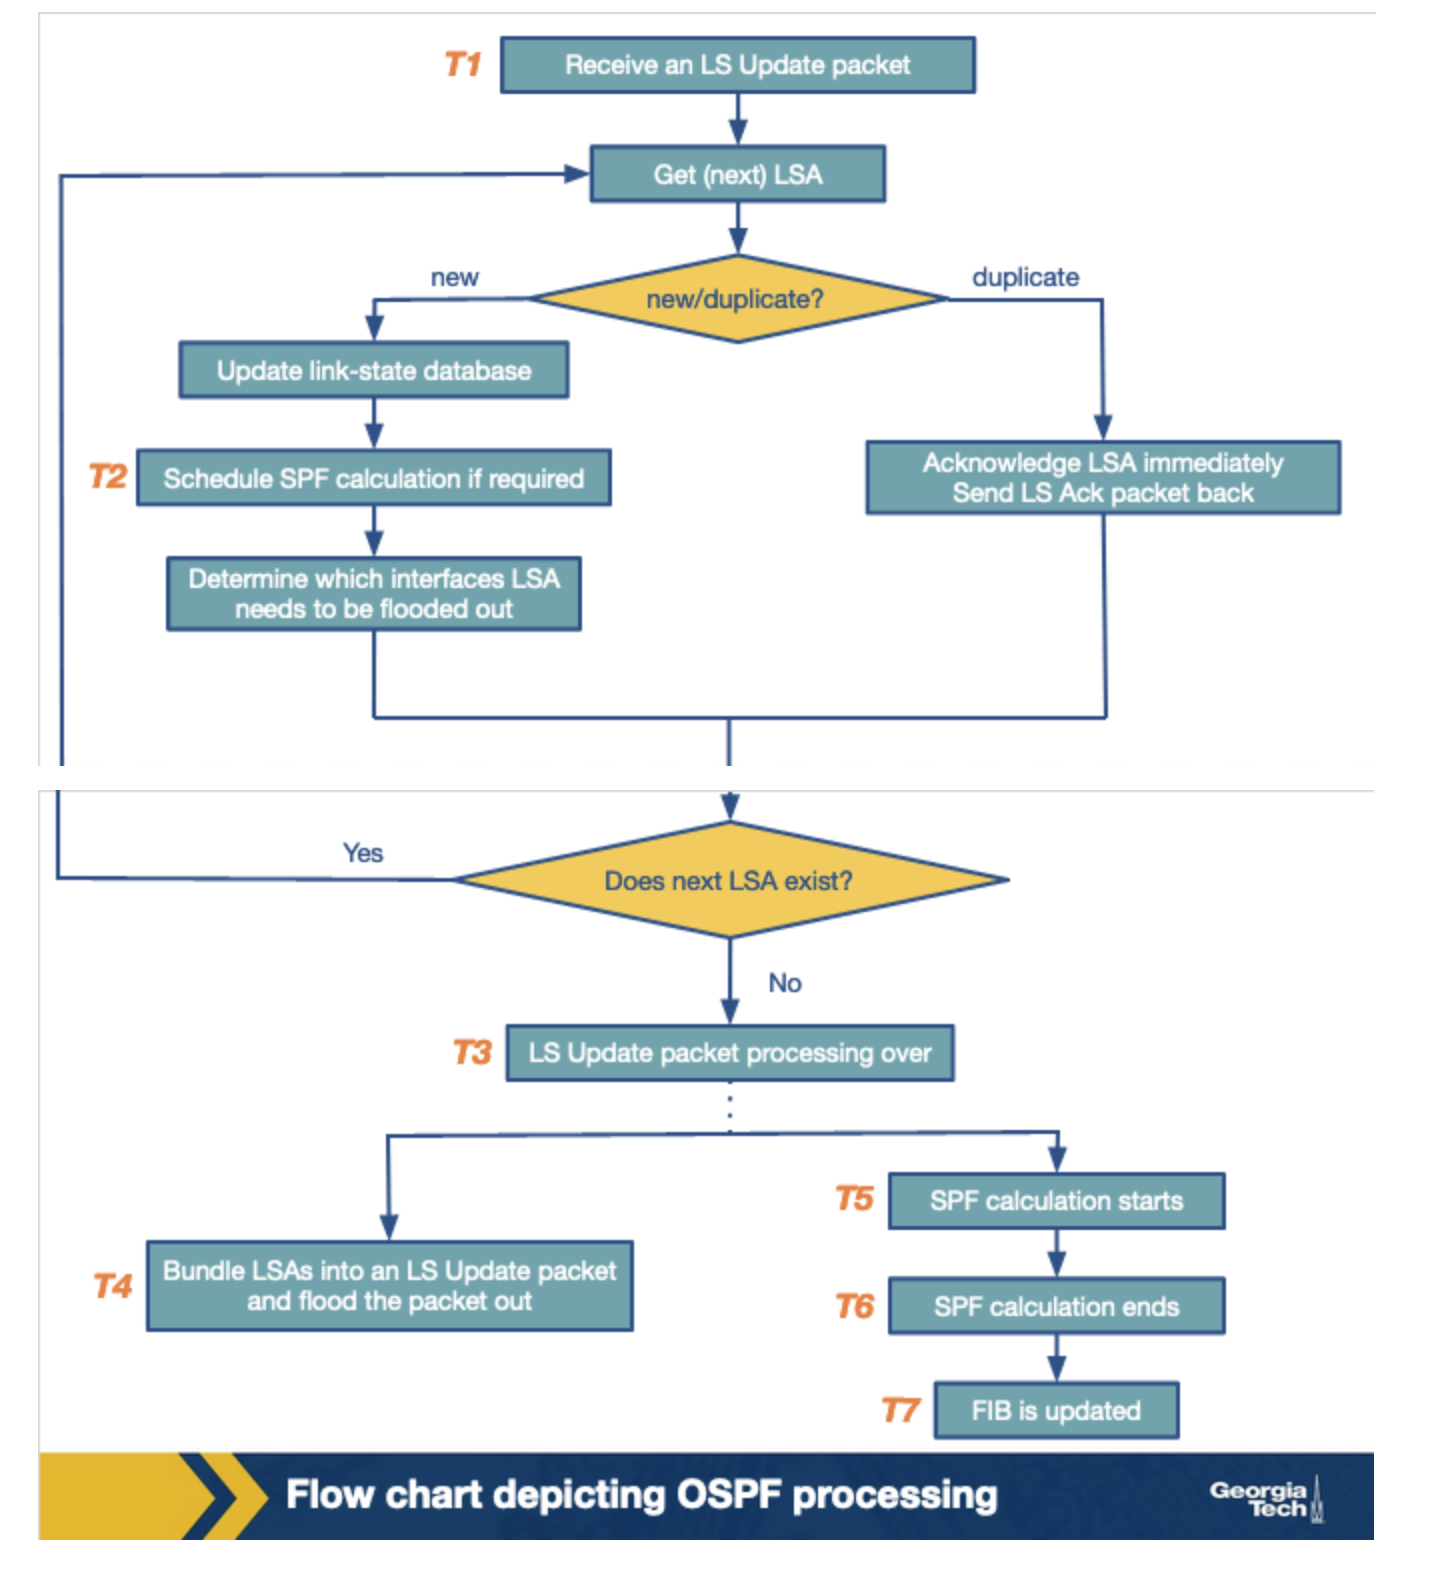 T1
Receive an LS Update packet
Get (next) LSA
new
new/duplicate?
duplicate
Update link-state database
T2
Schedule SPF calculation if required
Acknowledge LSA immediately
Send LS Ack packet back
Determine which interfaces LSA
needs to be flooded out
Yes
Does next LSA exist?
No
T3
LS Update packet processing over
T5
SPF calculation starts
T4
Bundle LSAs into an LS Update packet
and flood the packet out
T6
SPF calculation ends
T7
FIB is updated
Flow chart depicting OSPF processing
Georgia
Tech